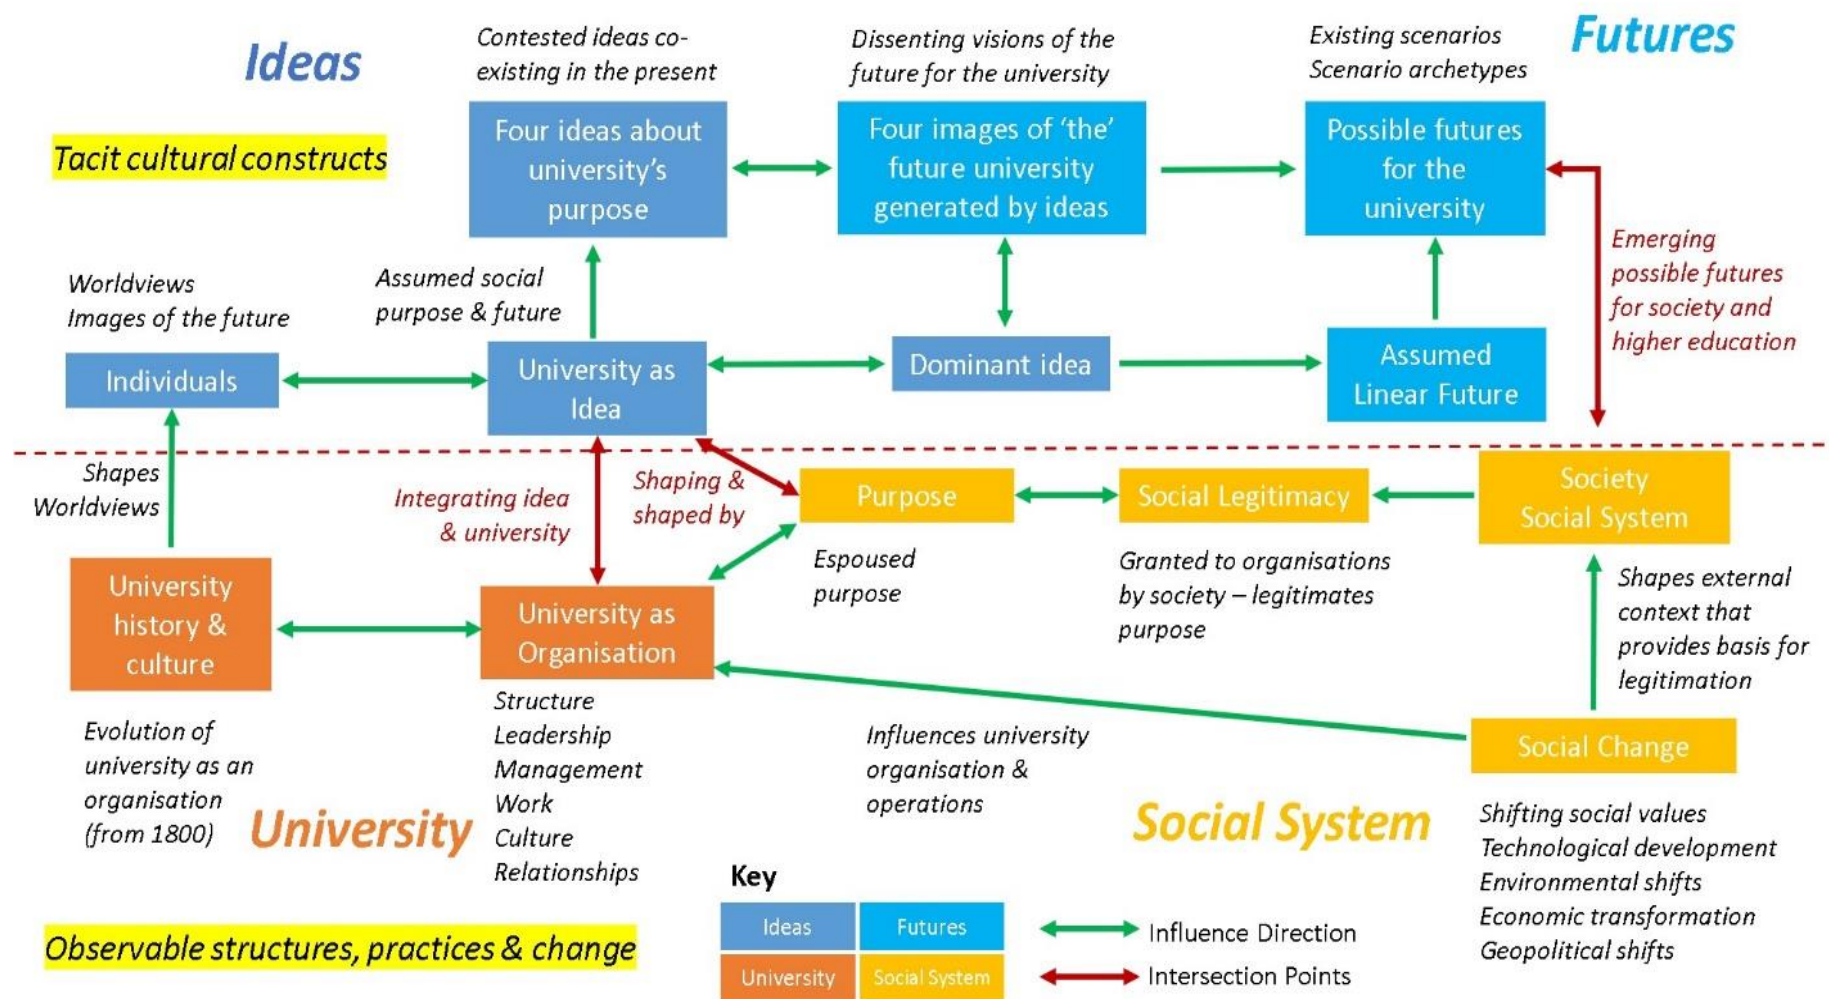 Ideas
Contested ideas co-
existing in the present
Dissenting visions of the
future for the university
Existing scenarios
Scenario archetypes
Futures
Tacit cultural constructs
Four ideas about
university’s
purpose
Four images of ‘the’
future university
generated by ideas
Possible futures
for the
university
Emerging
possible futures
for society and
higher education
Worldviews
Images of the future
Assumed social
purpose & future
Individuals
University as
Idea
Dominant idea
Assumed
Linear Future
Shapes
Worldviews
Integrating idea
& university
Shaping &
shaped by
Purpose
Social Legitimacy
Society
Social System
Espoused
purpose
Granted to organisations
by society – legitimates
purpose
Shapes external
context that
provides basis for
legitimation
University
history &
culture
University as
Organisation
Evolution of
university as an
organisation
(from 1800)
University
Structure
Leadership
Management
Work
Culture
Relationships
Influences university
organisation &
operations
Social System
Social Change
Shifting social values
Technological development
Environmental shifts
Economic transformation
Geopolitical shifts
Observable structures, practices & change
Key
Ideas
Futures
University
Social System
Influence Direction
Intersection Points